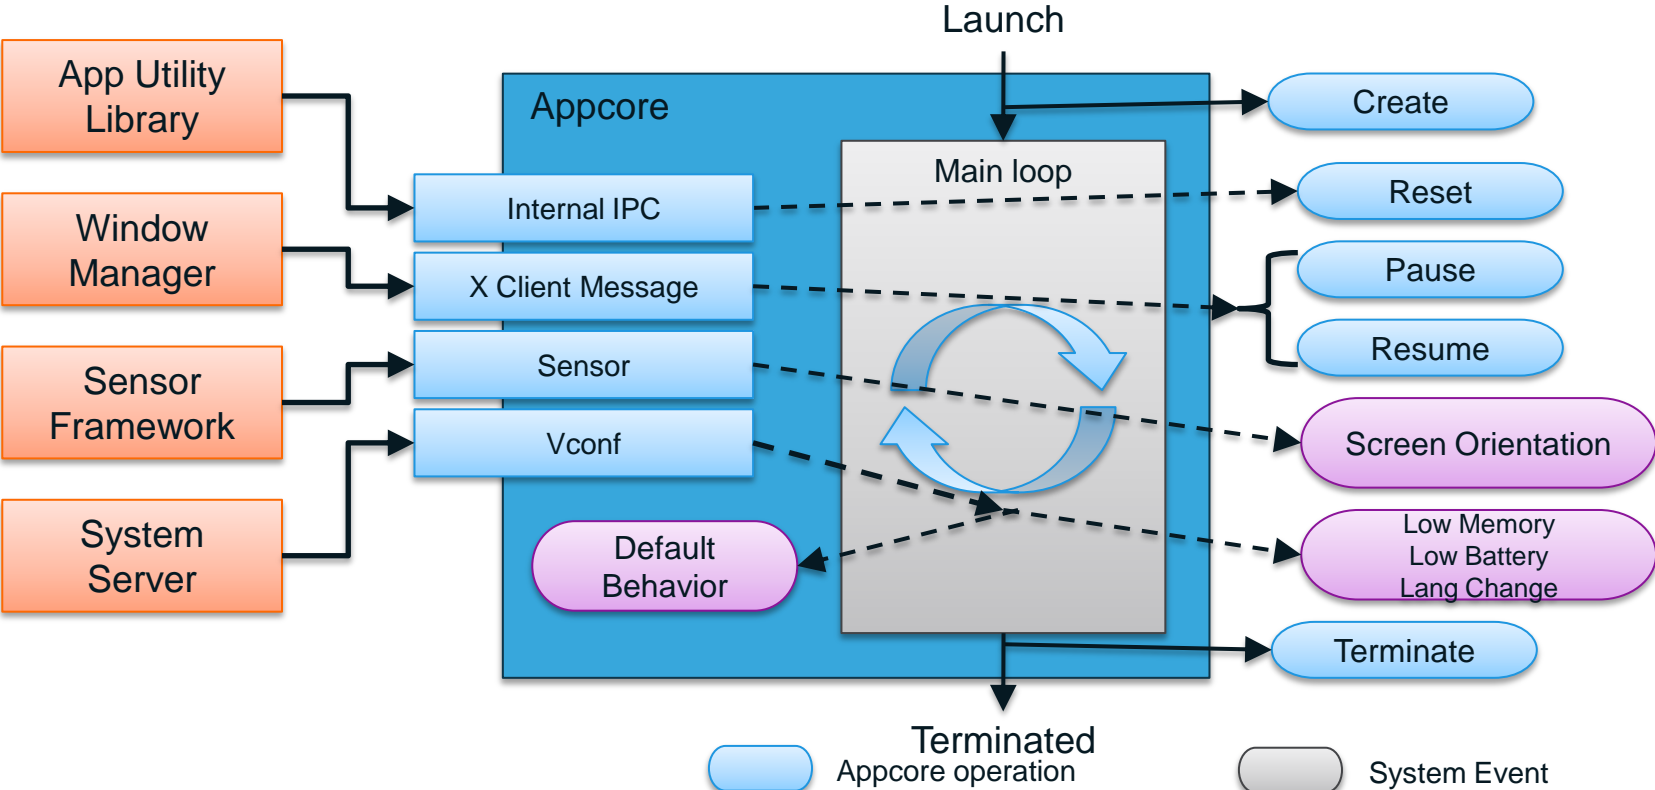 Launch
App Utility
Library
Appcore
Create
Main loop
Internal IPC
Reset
Window
Manager
X Client Message
Pause
Resume
Sensor
Framework
Sensor
Vconf
Screen Orientation
System
Server
Default
Behavior
Low Memory
Low Battery
Lang Change
Terminate
Terminated
Appcore operation
System Event